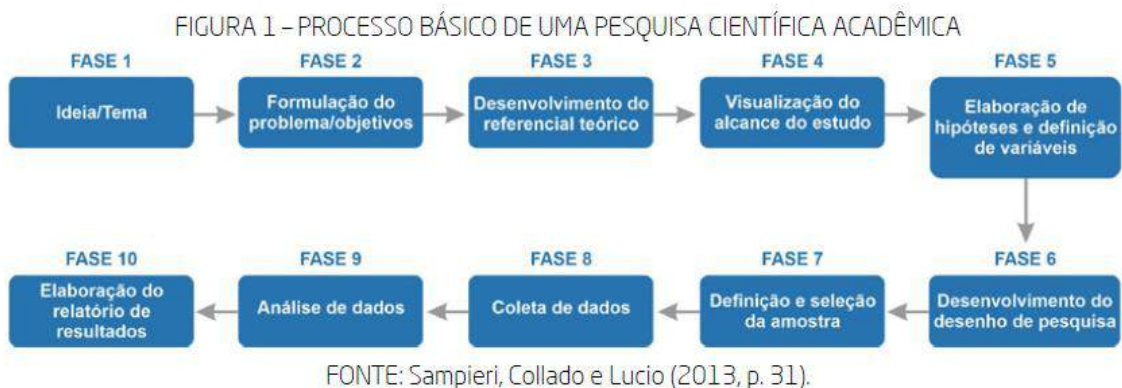 FIGURA 1 – PROCESSO BÁSICO DE UMA PESQUISA CIENTÍFICA ACADÊMICA
FASE 1
Ideia/Tema
FASE 2
Formulação do
problema/objetivos
FASE 3
Desenvolvimento do
referencial teórico
FASE 4
Visualização do
alcance do estudo
FASE 5
Elaboração de
hipóteses e definição
de variáveis
FASE 6
Desenvolvimento do
desenho de pesquisa
FASE 7
Definição e seleção
da amostra
FASE 8
Coleta de dados
FASE 9
Análise de dados
FASE 10
Elaboração do
relatório de
resultados
FONTE: Sampieri, Collado e Lucio (2013, p. 31).